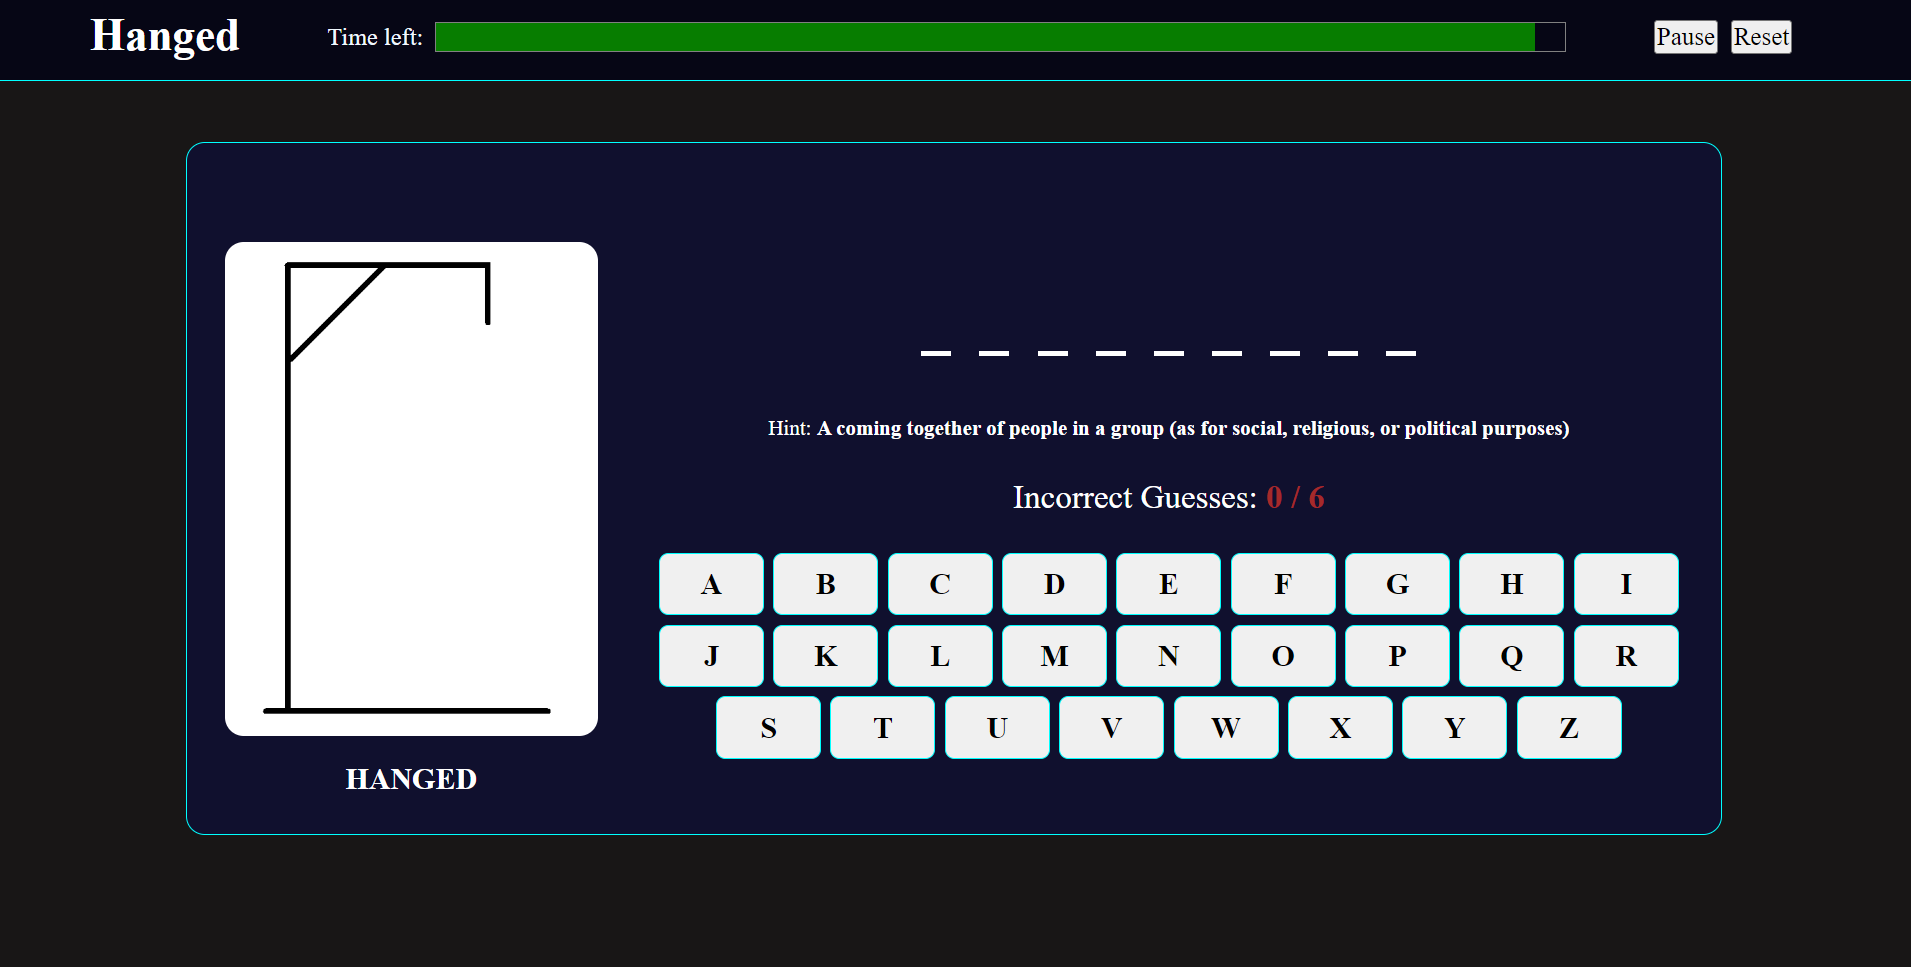 Hanged Time left: Pause Reset
_ _ _ _ _ _ _ _ _
Hint: A coming together of people in a group (as for social, religious, or political purposes)
Incorrect Guesses: 0 / 6
A B C D E F G H I
J K L M N O P Q R
S T U V W X Y Z
HANGED